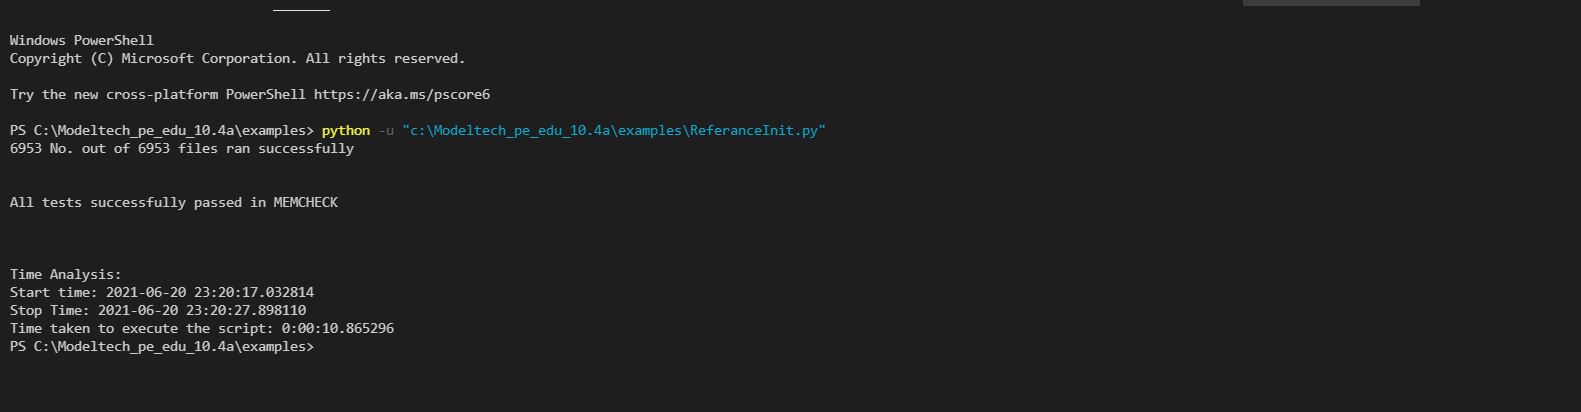 Windows PowerShell
Copyright (C) Microsoft Corporation. All rights reserved.
Try the new cross-platform PowerShell https://aka.ms/pscore6
PS C:\Modeltech_pe_edu_10.4a\examples> python -u "c:\Modeltech_pe_edu_10.4a\examples\ReferanceInit.py"
6953 No. out of 6953 files ran successfully
All tests successfully passed in MEMCHECK
Time Analysis:
Start time: 2021-06-20 23:20:17.032814
Stop Time: 2021-06-20 23:20:27.898110
Time taken to execute the script: 0:00:10.865296
PS C:\Modeltech_pe_edu_10.4a\examples>